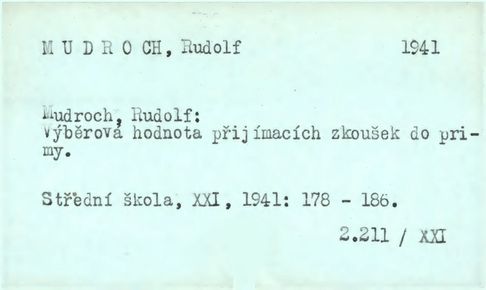 M U D R O CH, Rudolf 1941
Mudroch, Rudolf:
Výběrová hodnota přijímacích zkoušek do pri-
my.
Střední škola, XXI, 1941: 178 - 186.
2.211 / XXI